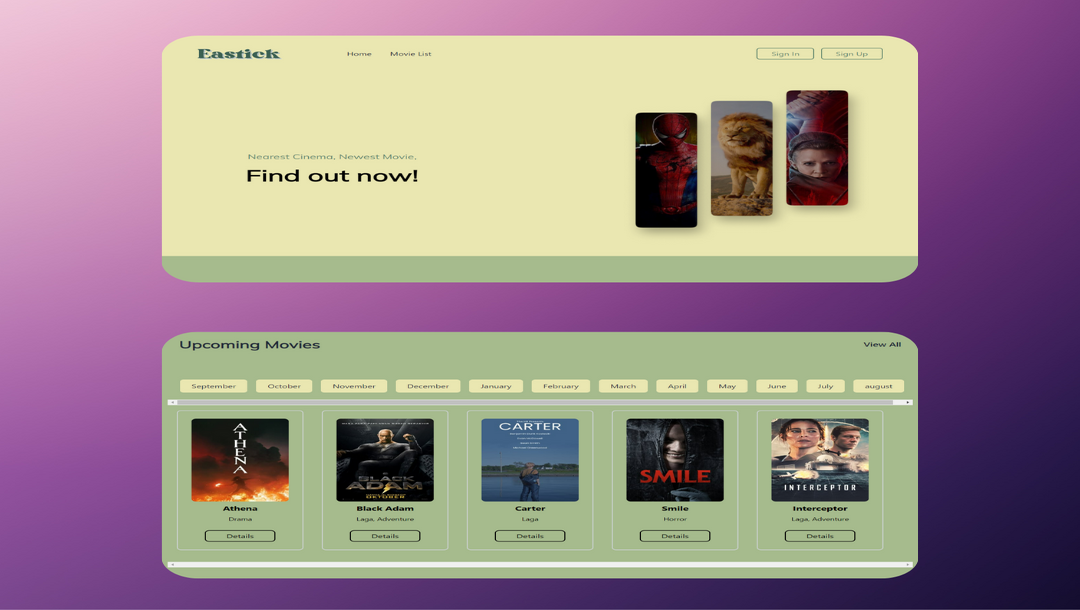 Eastick
Home Movie List Sign In Sign Up
Nearest Cinema, Newest Movie,
Find out now!
Upcoming Movies View All
September October November December January February March April May June July august
ATHENA
BLACK ADAM
OKTOBER
CARTER
SMILE
INTERCEPTOR
Athena Black Adam Carter Smile Interceptor
Drama Laga, Adventure Laga Horror Laga, Adventure
Details Details Details Details Details